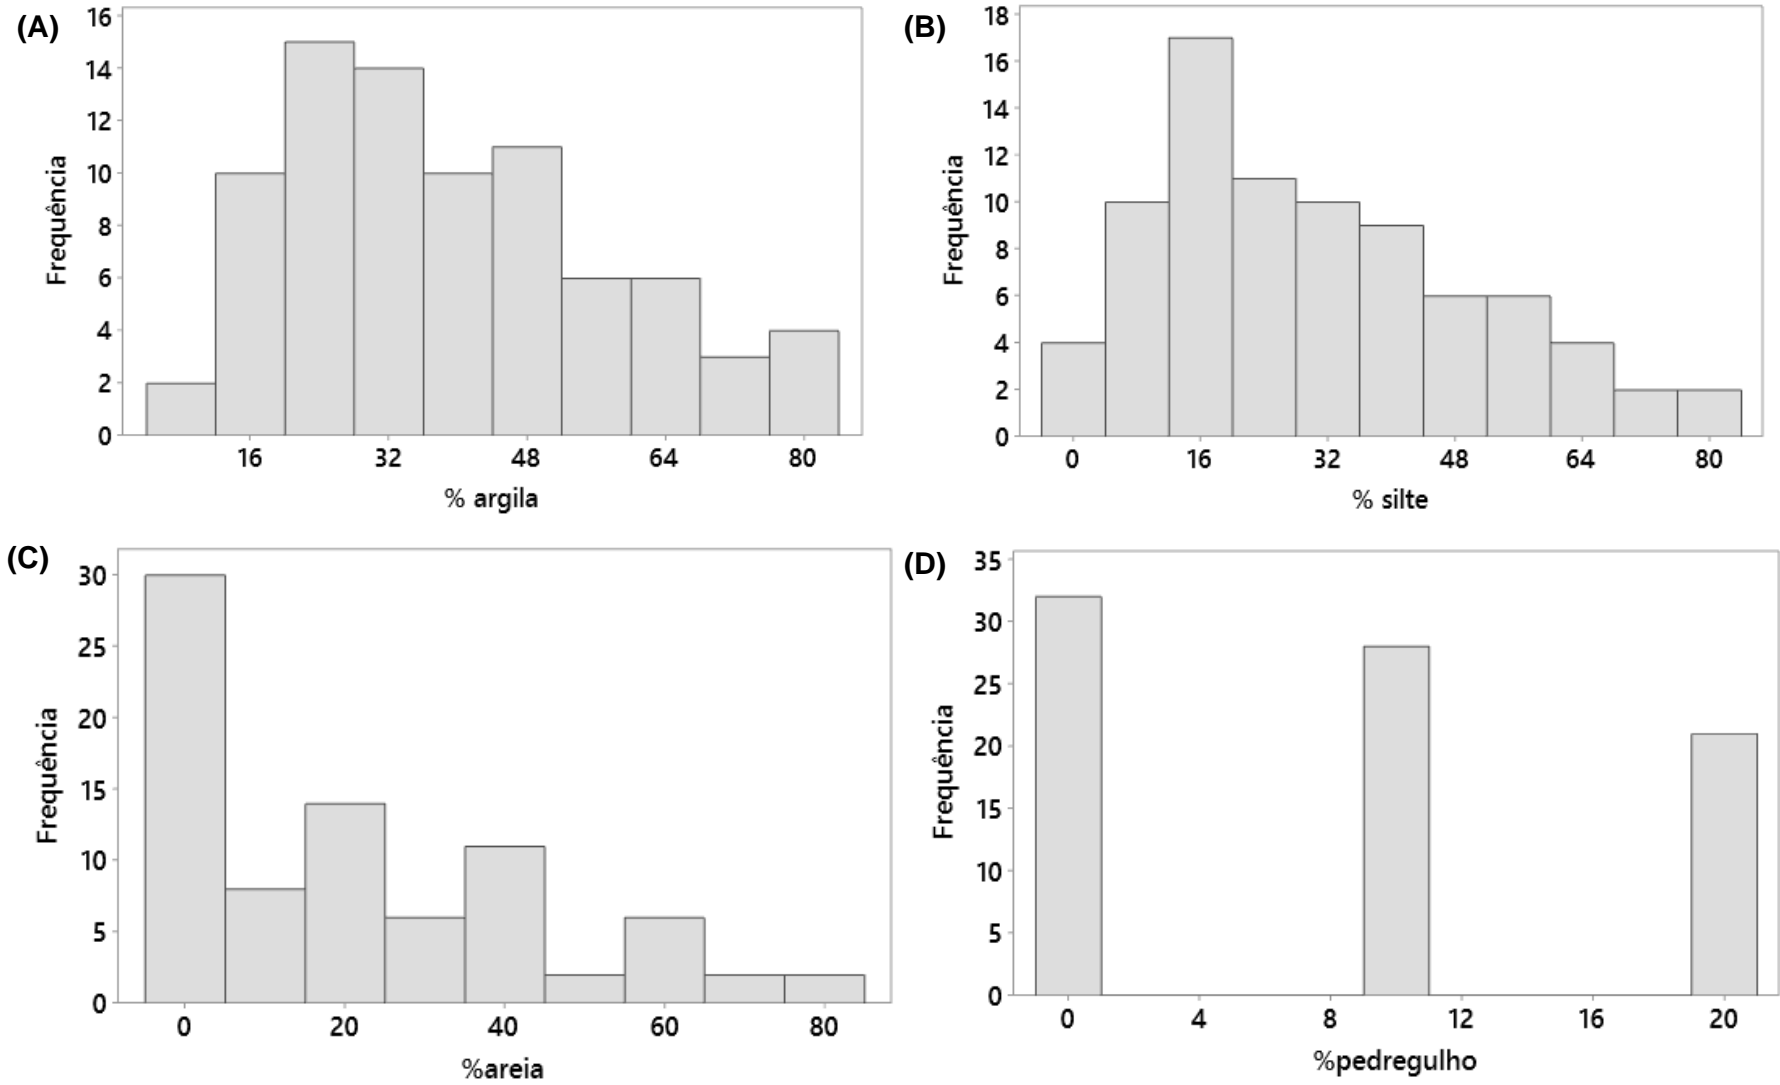 (A)
16
14
12
10
8
6
4
2
0
Frequência
16 32 48 64 80
% argila
(B)
18
16
14
12
10
8
6
4
2
0
Frequência
0 16 32 48 64 80
% silte
(C)
30
25
20
15
10
5
0
Frequência
0 20 40 60 80
%areia
(D)
35
30
25
20
15
10
5
0
Frequência
0 4 8 12 16 20
%pedregulho